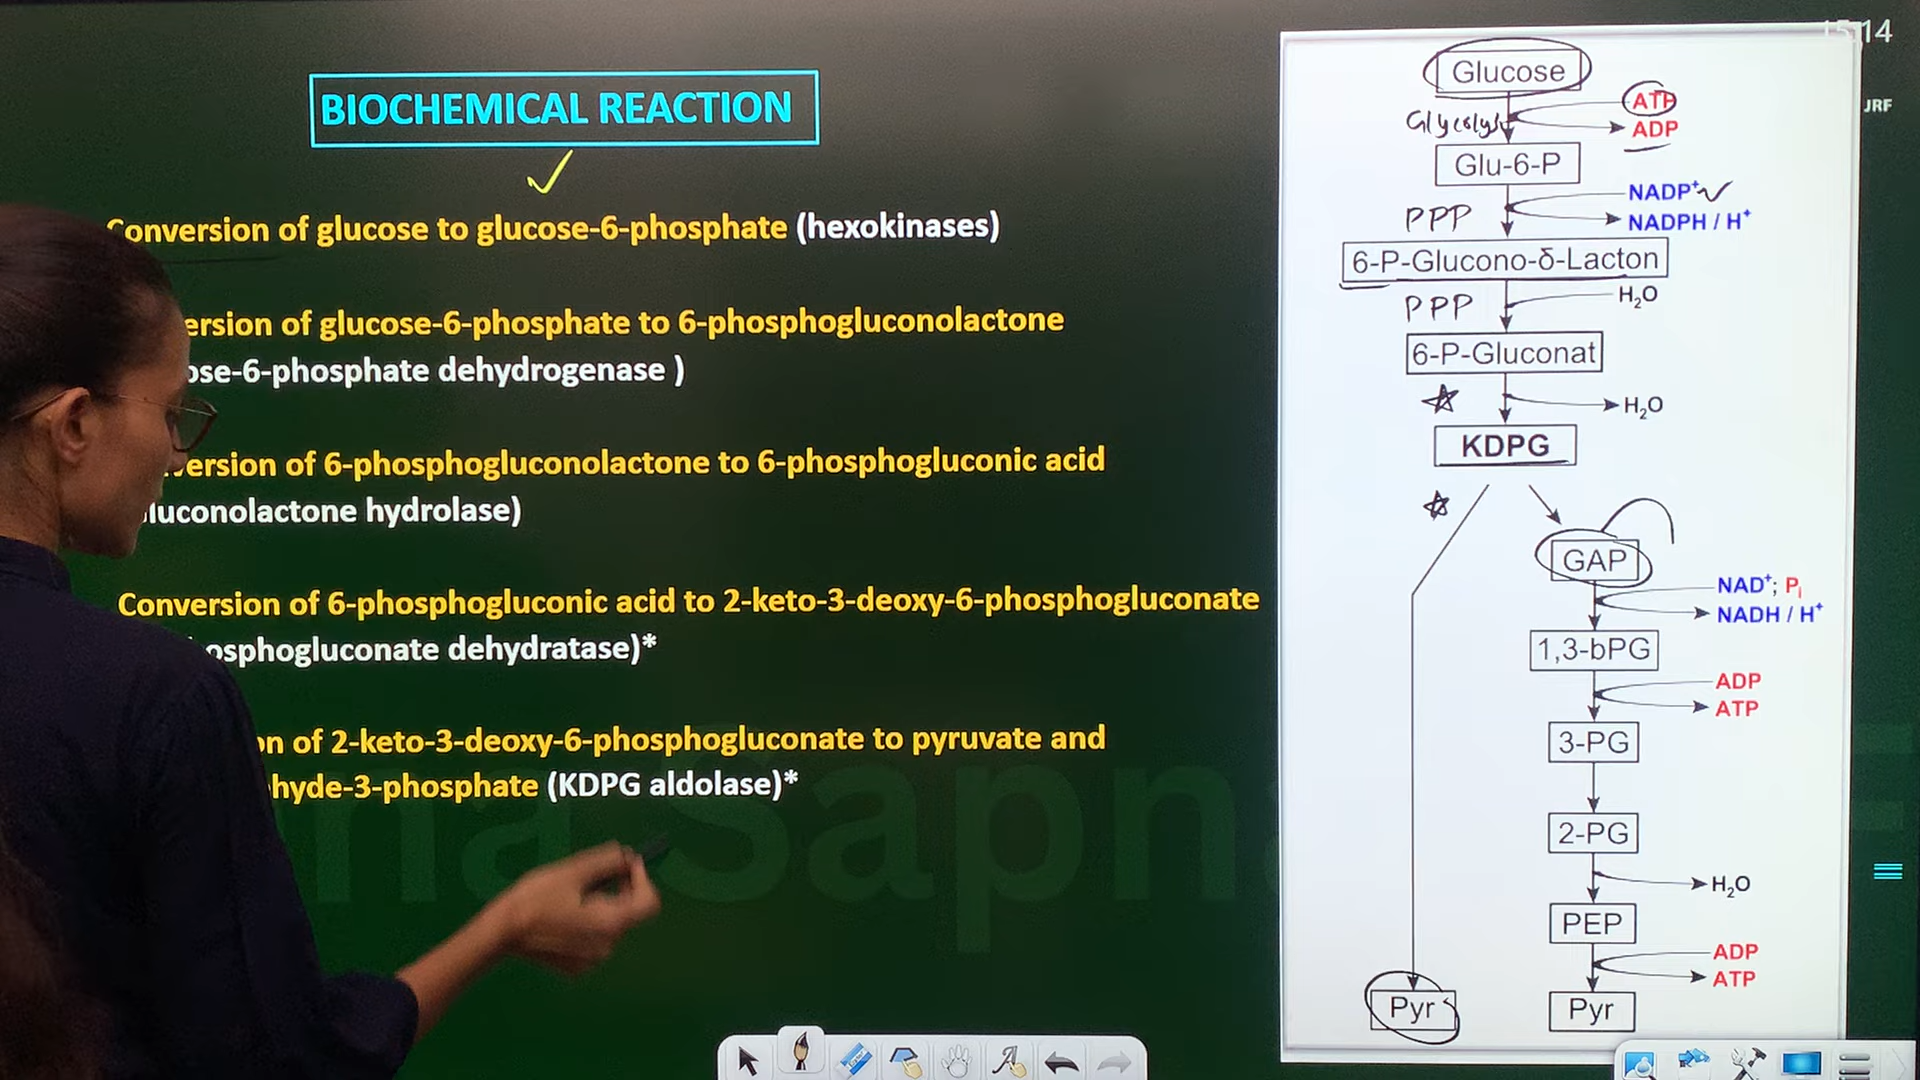 15:14
JRF
BIOCHEMICAL REACTION
Conversion of glucose to glucose-6-phosphate (hexokinases)
ersion of glucose-6-phosphate to 6-phosphogluconolactone
ose-6-phosphate dehydrogenase )
ersion of 6-phosphogluconolactone to 6-phosphogluconic acid
luconolactone hydrolase)
Conversion of 6-phosphogluconic acid to 2-keto-3-deoxy-6-phosphogluconate
osphogluconate dehydratase)*
on of 2-keto-3-deoxy-6-phosphogluconate to pyruvate and
hyde-3-phosphate (KDPG aldolase)*
na Sapna
Glucose
ATP
Glycolysis
ADP
Glu-6-P
NADP+
PPP
NADPH / H+
6-P-Glucono-δ-Lacton
H₂O
PPP
6-P-Gluconat
H₂O
KDPG
GAP
NAD+; Pi
NADH / H+
1,3-bPG
ADP
ATP
3-PG
2-PG
H₂O
PEP
ADP
ATP
Pyr
Pyr